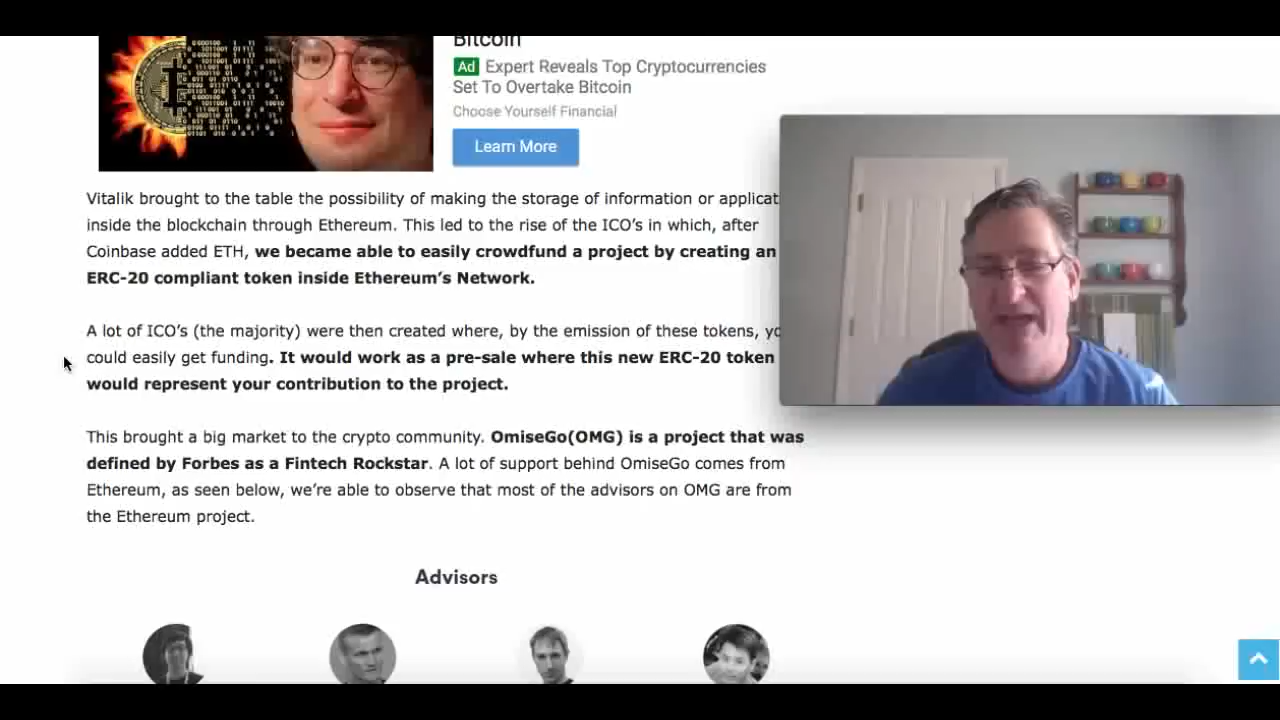 Bitcoin
Ad Expert Reveals Top Cryptocurrencies
Set To Overtake Bitcoin
Choose Yourself Financial
Learn More
Vitalik brought to the table the possibility of making the storage of information or applicat
inside the blockchain through Ethereum. This led to the rise of the ICO's in which, after
Coinbase added ETH, we became able to easily crowdfund a project by creating an
ERC-20 compliant token inside Ethereum's Network.
A lot of ICO's (the majority) were then created where, by the emission of these tokens, yo
could easily get funding. It would work as a pre-sale where this new ERC-20 token
would represent your contribution to the project.
This brought a big market to the crypto community. OmiseGo(OMG) is a project that was
defined by Forbes as a Fintech Rockstar. A lot of support behind OmiseGo comes from
Ethereum, as seen below, we're able to observe that most of the advisors on OMG are from
the Ethereum project.
Advisors